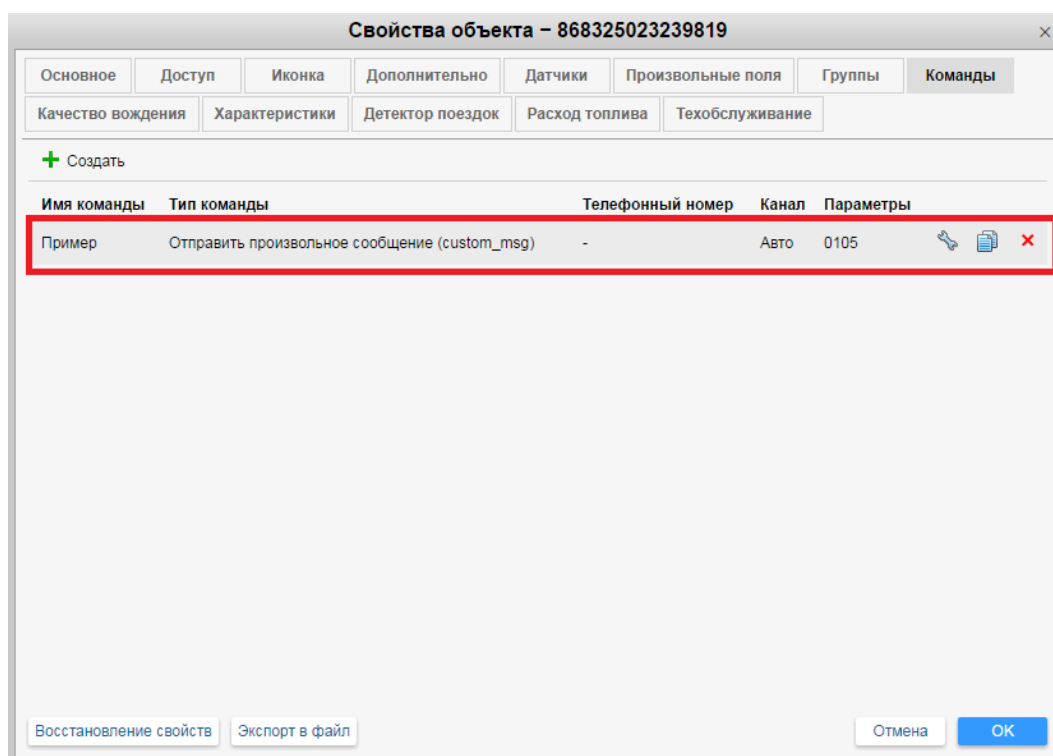 Свойства объекта – 868325023239819
Основное Доступ Иконка Дополнительно Датчики Произвольные поля Группы Команды
Качество вождения Характеристики Детектор поездок Расход топлива Техобслуживание
Создать
Имя команды Тип команды Телефонный номер Канал Параметры
Пример Отправить произвольное сообщение (custom_msg) - Авто 0105
Восстановление свойств Экспорт в файл Отмена OK